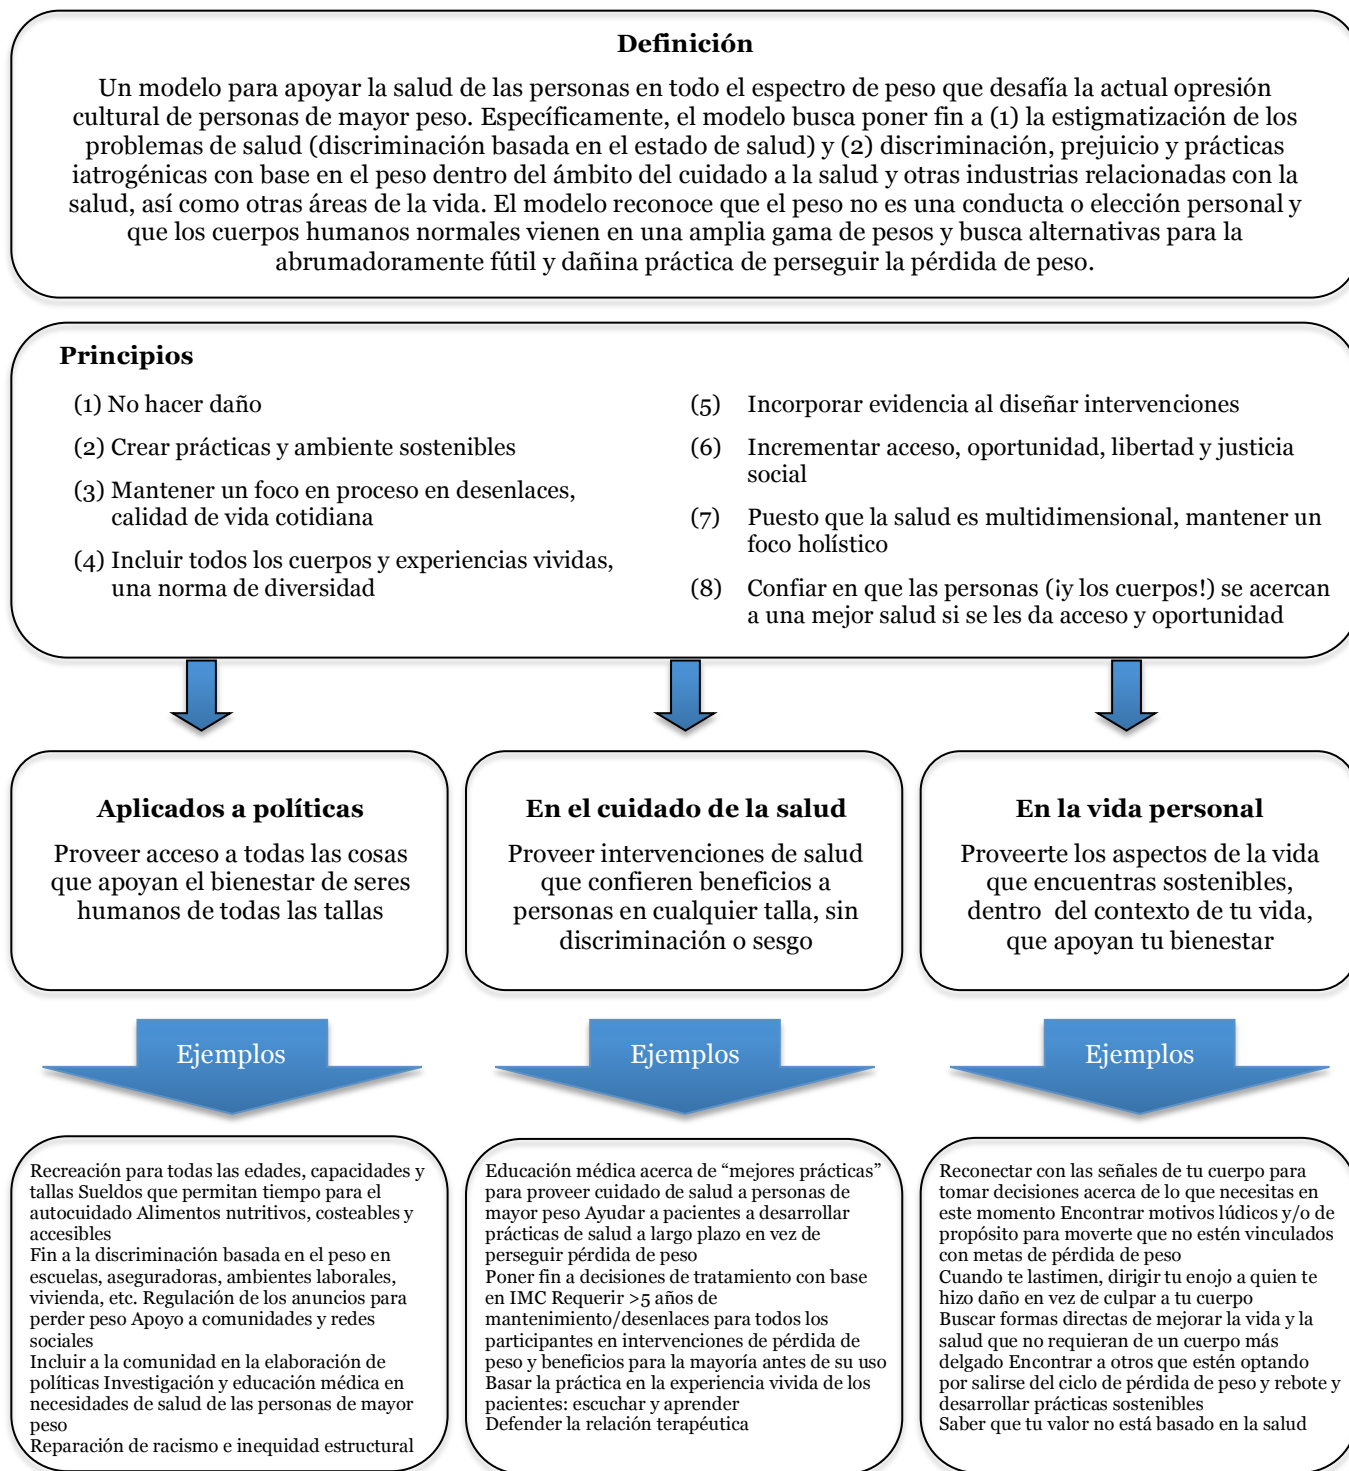 Definición
Un modelo para apoyar la salud de las personas en todo el espectro de peso que desafía la actual opresión
cultural de personas de mayor peso. Específicamente, el modelo busca poner fin a (1) la estigmatización de los
problemas de salud (discriminación basada en el estado de salud) y (2) discriminación, prejuicio y prácticas
iatrogénicas con base en el peso dentro del ámbito del cuidado a la salud y otras industrias relacionadas con la
salud, así como otras áreas de la vida. El modelo reconoce que el peso no es una conducta o elección personal y
que los cuerpos humanos normales vienen en una amplia gama de pesos y busca alternativas para la
abrumadoramente fútil y dañina práctica de perseguir la pérdida de peso.
Principios
(1) No hacer daño
(2) Crear prácticas y ambiente sostenibles
(3) Mantener un foco en proceso en desenlaces,
calidad de vida cotidiana
(4) Incluir todos los cuerpos y experiencias vividas,
una norma de diversidad
(5) Incorporar evidencia al diseñar intervenciones
(6) Incrementar acceso, oportunidad, libertad y justicia
social
(7) Puesto que la salud es multidimensional, mantener un
foco holístico
(8) Confiar en que las personas (¡y los cuerpos!) se acercan
a una mejor salud si se les da acceso y oportunidad
Aplicados a políticas
Proveer acceso a todas las cosas
que apoyan el bienestar de seres
humanos de todas las tallas
En el cuidado de la salud
Proveer intervenciones de salud
que confieren beneficios a
personas en cualquier talla, sin
discriminación o sesgo
En la vida personal
Proveerte los aspectos de la vida
que encuentras sostenibles,
dentro del contexto de tu vida,
que apoyan tu bienestar
Ejemplos
Ejemplos
Ejemplos
Recreación para todas las edades, capacidades y
tallas Sueldos que permitan tiempo para el
autocuidado Alimentos nutritivos, costeables y
accesibles
Fin a la discriminación basada en el peso en
escuelas, aseguradoras, ambientes laborales,
vivienda, etc. Regulación de los anuncios para
perder peso Apoyo a comunidades y redes
sociales
Incluir a la comunidad en la elaboración de
políticas Investigación y educación médica en
necesidades de salud de las personas de mayor
peso
Reparación de racismo e inequidad estructural
Educación médica acerca de “mejores prácticas”
para proveer cuidado de salud a personas de
mayor peso Ayudar a pacientes a desarrollar
prácticas de salud a largo plazo en vez de
perseguir pérdida de peso
Poner fin a decisiones de tratamiento con base
en IMC Requerir >5 años de
mantenimiento/desenlaces para todos los
participantes en intervenciones de pérdida de
peso y beneficios para la mayoría antes de su uso
Basar la práctica en la experiencia vivida de los
pacientes: escuchar y aprender
Defender la relación terapéutica
Reconectar con las señales de tu cuerpo para
tomar decisiones acerca de lo que necesitas en
este momento Encontrar motivos lúdicos y/o de
propósito para moverte que no estén vinculados
con metas de pérdida de peso
Cuando te lastimen, dirigir tu enojo a quien te
hizo daño en vez de culpar a tu cuerpo
Buscar formas directas de mejorar la vida y la
salud que no requieran de un cuerpo más
delgado Encontrar a otros que estén optando
por salirse del ciclo de pérdida de peso y rebote y
desarrollar prácticas sostenibles
Saber que tu valor no está basado en la salud